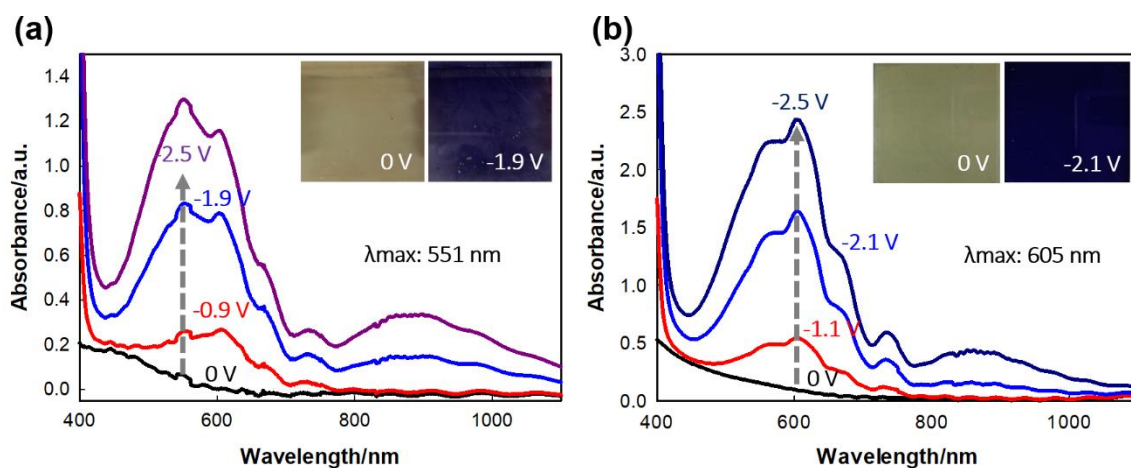 (a)
1.4
1.2
1.0
0.8
0.6
0.4
0.2
0.0
Absorbance/a.u.
400
600
800
1000
Wavelength/nm
-2.5 V
-1.9 V
-0.9 V
0 V
λmax: 551 nm
0 V
-1.9 V
(b)
3.0
2.5
2.0
1.5
1.0
0.5
0.0
Absorbance/a.u.
400
600
800
1000
Wavelength/nm
-2.5 V
-2.1 V
-1.1 V
0 V
λmax: 605 nm
0 V
-2.1 V